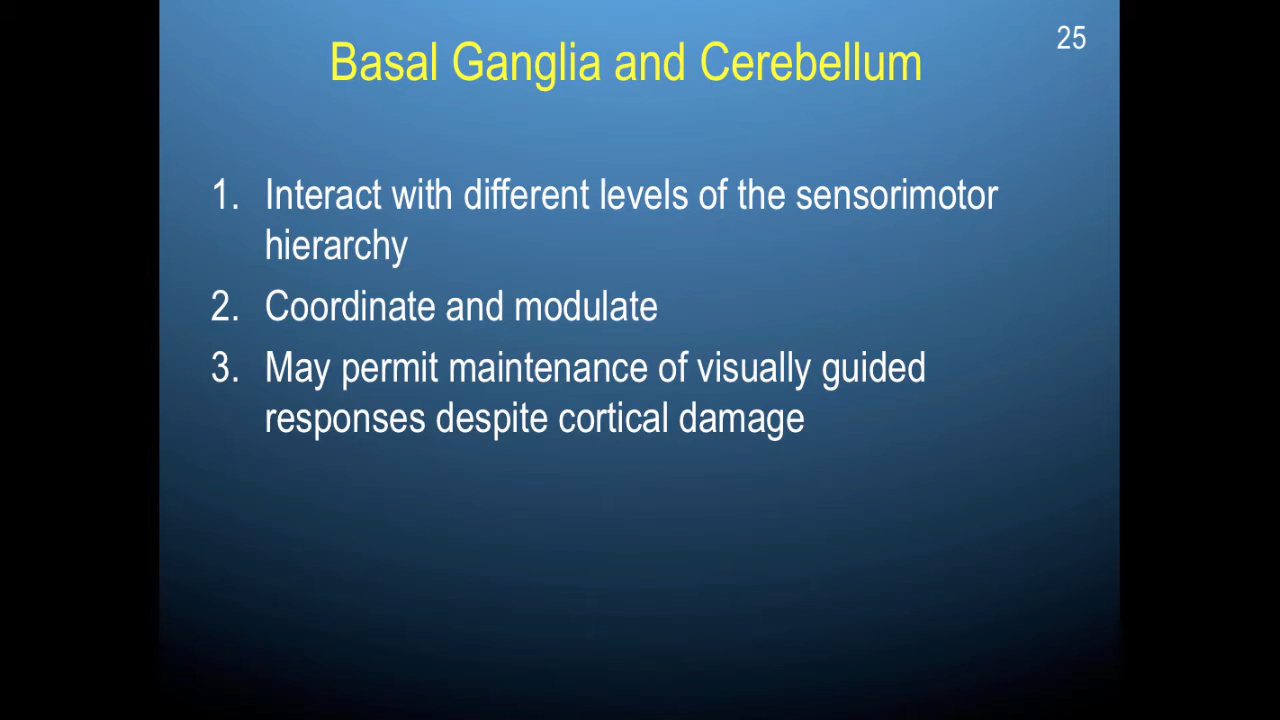 25
Basal Ganglia and Cerebellum
1. Interact with different levels of the sensorimotor
hierarchy
2. Coordinate and modulate
3. May permit maintenance of visually guided
responses despite cortical damage